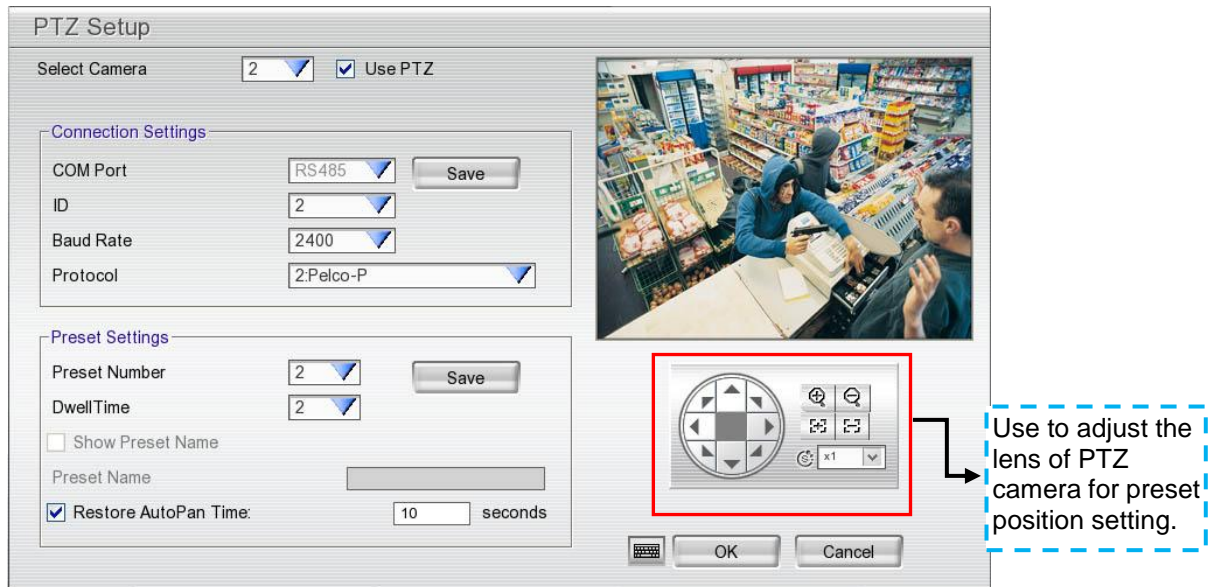 PTZ Setup
Select Camera 2 Use PTZ
Connection Settings
COM Port RS485 Save
ID 2
Baud Rate 2400
Protocol 2:Pelco-P
Preset Settings
Preset Number 2 Save
DwellTime 2
Show Preset Name
Preset Name
Restore AutoPan Time: 10 seconds
S x1
OK Cancel
Use to adjust the
lens of PTZ
camera for preset
position setting.